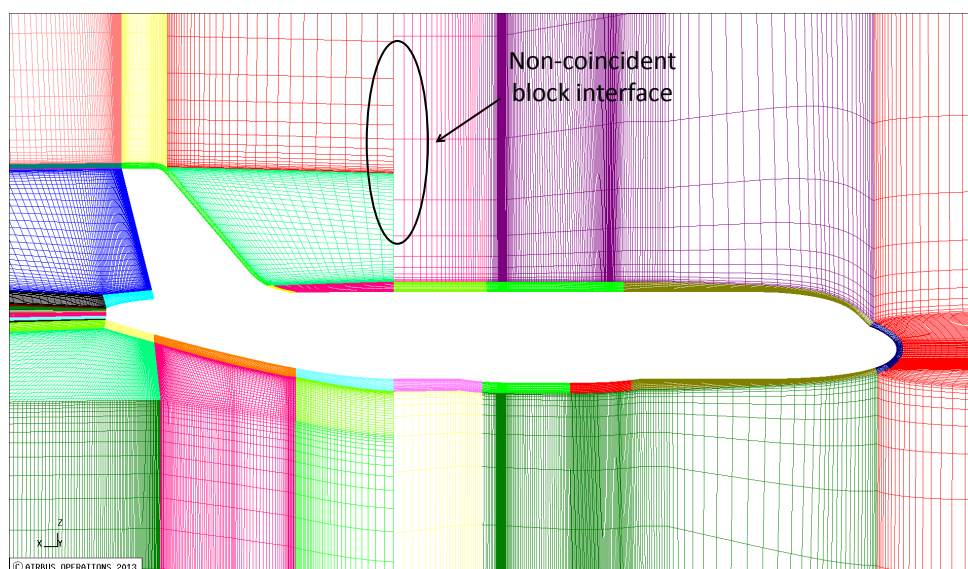 Non-coincident
block interface
Z
X Y
© AIRBUS OPERATIONS 2013